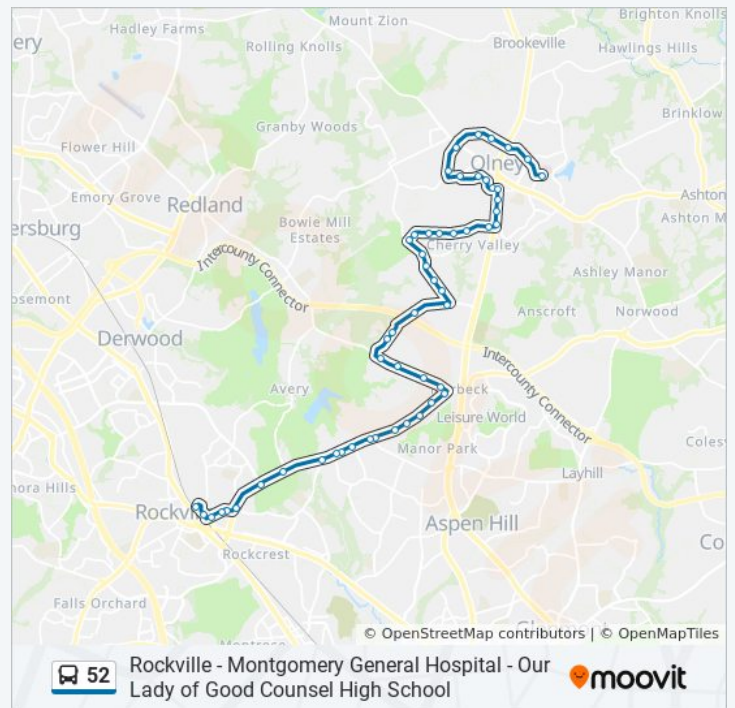 Hadley Farms
Mount Zion
Brighton Knolls
ery
Rolling Knolls
Brookeville
Hawlings Hills
Brinklow
Granby Woods
Flower Hill
Olney
Emory Grove
Redland
Ashton
Ashton M
Bowie Mill
Estates
ersburg
Cherry Valley
Intercounty Connector
Ashley Manor
osemont
Anscroft
Norwood
Derwood
Intercounty Connector
Avery
rbeck
Leisure World
Manor Park
Coles
Layhill
ora Hills
Rockvi
Aspen Hill
Rockcrest
Co
Falls Orchard
© OpenStreetMap contributors | © OpenMapTiles
52
Rockville - Montgomery General Hospital - Our
Lady of Good Counsel High School
moovit